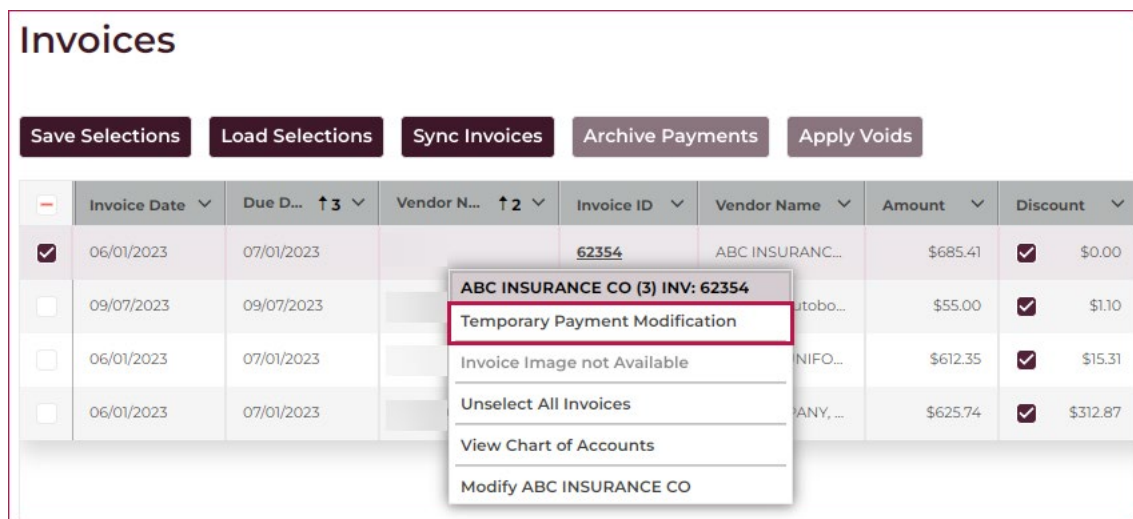 Invoices
Save Selections Load Selections Sync Invoices Archive Payments Apply Voids
Invoice Date Due D... ↑3 Vendor N... ↑2 Invoice ID Vendor Name Amount Discount
06/01/2023 07/01/2023 62354 ABC INSURANC... $685.41 $0.00
ABC INSURANCE CO (3) INV: 62354
09/07/2023 09/07/2023 utobo... $55.00 $1.10
Temporary Payment Modification
06/01/2023 07/01/2023 NIFO... $612.35 $15.31
Invoice Image not Available
Unselect All Invoices
06/01/2023 07/01/2023 ANY, ... $625.74 $312.87
View Chart of Accounts
Modify ABC INSURANCE CO